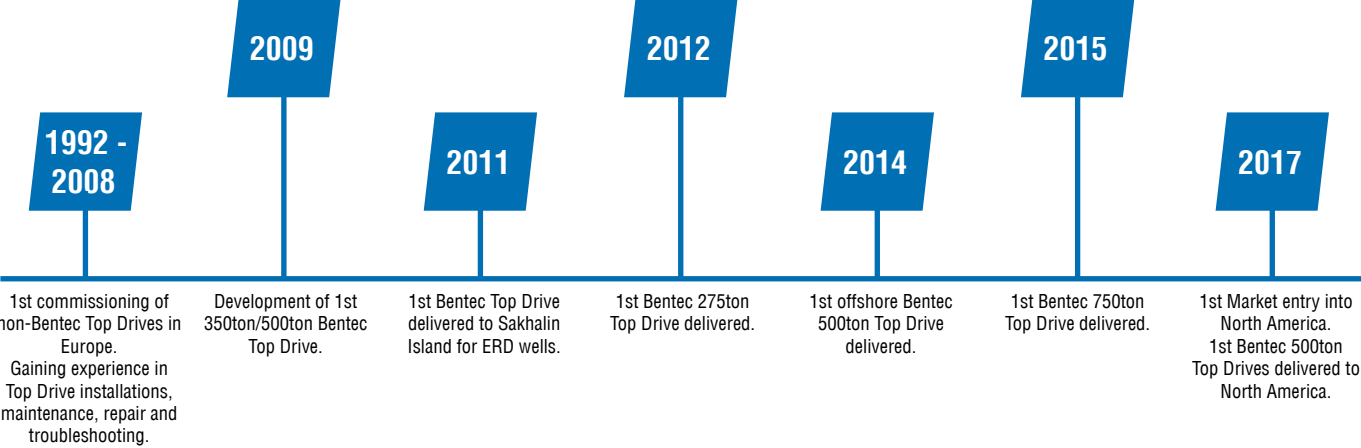 1992 -
2008
1st commissioning of
non-Bentec Top Drives in
Europe.
Gaining experience in
Top Drive installations,
maintenance, repair and
troubleshooting.
2009
Development of 1st
350ton/500ton Bentec
Top Drive.
2011
1st Bentec Top Drive
delivered to Sakhalin
Island for ERD wells.
2012
1st Bentec 275ton
Top Drive delivered.
2014
1st offshore Bentec
500ton Top Drive
delivered.
2015
1st Bentec 750ton
Top Drive delivered.
2017
1st Market entry into
North America.
1st Bentec 500ton
Top Drives delivered to
North America.